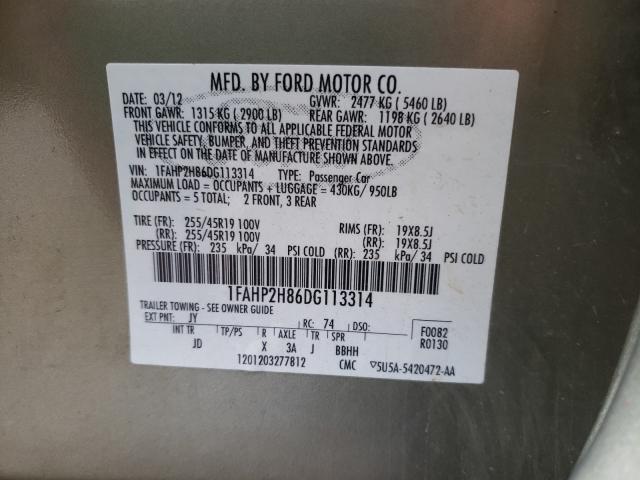 MFD. BY FORD MOTOR CO.
DATE: 03/12 GVWR: 2477 KG ( 5460 LB)
FRONT GAWR: 1315 KG ( 2900 LB) REAR GAWR: 1198 KG ( 2640 LB)
THIS VEHICLE CONFORMS TO ALL APPLICABLE FEDERAL MOTOR
VEHICLE SAFETY, BUMPER, AND THEFT PREVENTION STANDARDS
IN EFFECT ON THE DATE OF MANUFACTURE SHOWN ABOVE.
VIN: 1FAHP2H86DG113314 TYPE: Passenger Car
MAXIMUM LOAD = OCCUPANTS + LUGGAGE = 430KG/ 950LB
OCCUPANTS = 5 TOTAL; 2 FRONT, 3 REAR
TIRE (FR): 255/45R19 100V RIMS (FR): 19X8.5J
(RR): 255/45R19 100V (RR): 19X8.5J
PRESSURE (FR): 235 kPa/ 34 PSI COLD (RR): 235 kPa/ 34 PSI COLD
1FAHP2H86DG113314
TRAILER TOWING - SEE OWNER GUIDE
EXT PNT: JY RC: 74 DSO: F0082
INT TR TP/PS R AXLE TR SPR R0130
JD X 3A J BBHH
1201203277812 CMC ▽5U5A-5420472-AA